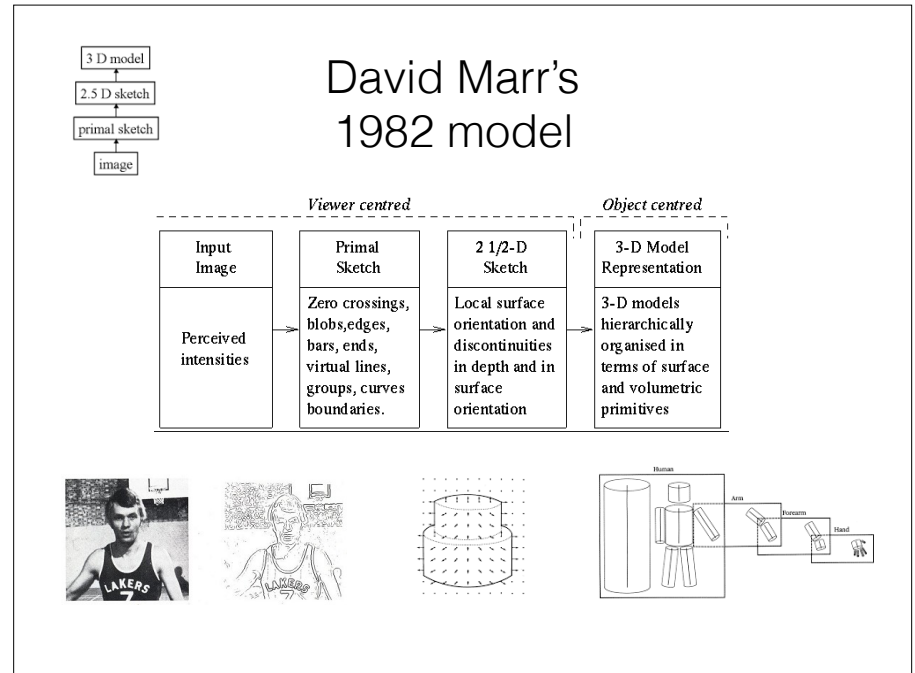 3 D model
2.5 D sketch
primal sketch
image
David Marr's
1982 model
Viewer centred
Object centred
Input
Image
Perceived
intensities
Primal
Sketch
Zero crossings,
blobs,edges,
bars, ends,
virtual lines,
groups, curves
boundaries.
2 1/2-D
Sketch
Local surface
orientation and
discontinuities
in depth and in
surface
orientation
3-D Model
Representation
3-D models
hierarchically
organised in
terms of surface
and volumetric
primitives
LAKERS
7
LAKERS
7
Human
Arm
Forearm
Hand